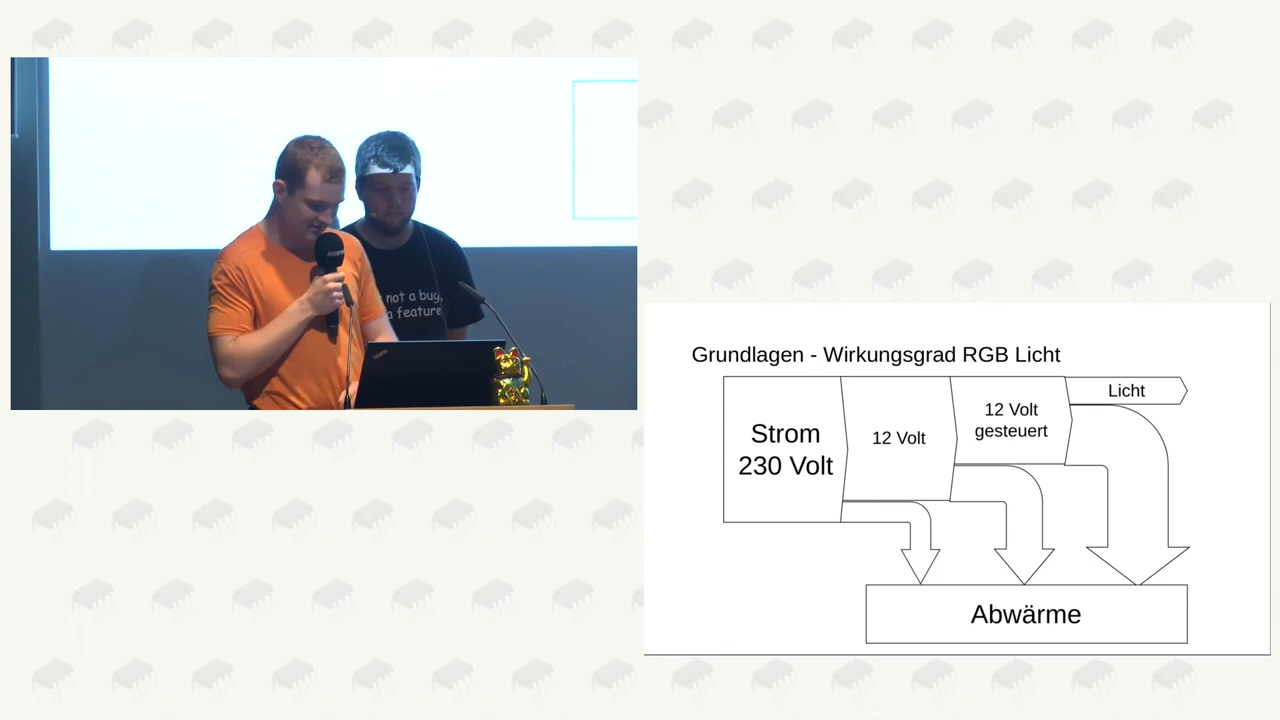 not a bug,
a feature
Grundlagen - Wirkungsgrad RGB Licht
Strom
230 Volt
12 Volt
12 Volt
gesteuert
Licht
Abwärme